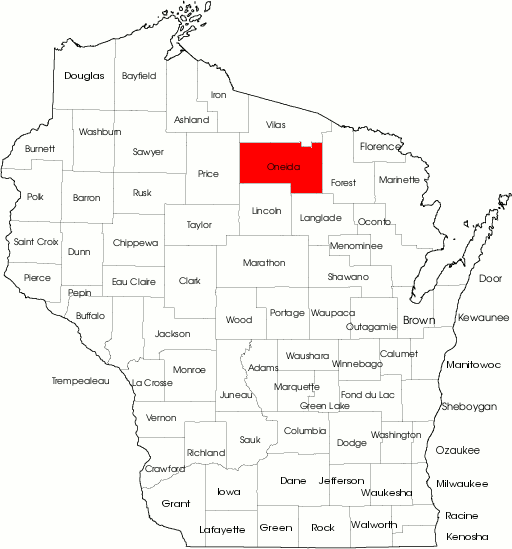 Douglas
Bayfield
Iron
Ashland
Vilas
Washburn
Burnett
Sawyer
Florence
Oneida
Price
Forest
Marinette
Polk
Barron
Rusk
Lincoln
Langlade
Oconto
Taylor
Saint Croix
Chippewa
Dunn
Menominee
Marathon
Pierce
Eau Claire
Clark
Shawano
Door
Pepin
Buffalo
Wood
Portage
Waupaca
Outagamie
Brown
Kewaunee
Jackson
Waushara
Calumet
Winnebago
Manitowoc
Adams
Monroe
Trempealeau
La Crosse
Marquette
Juneau
Fond du Lac
Green Lake
Sheboygan
Vernon
Columbia
Washington
Sauk
Dodge
Richland
Ozaukee
Crawford
Dane
Jefferson
Milwaukee
Iowa
Waukesha
Grant
Racine
Lafayette
Green
Rock
Walworth
Kenosha